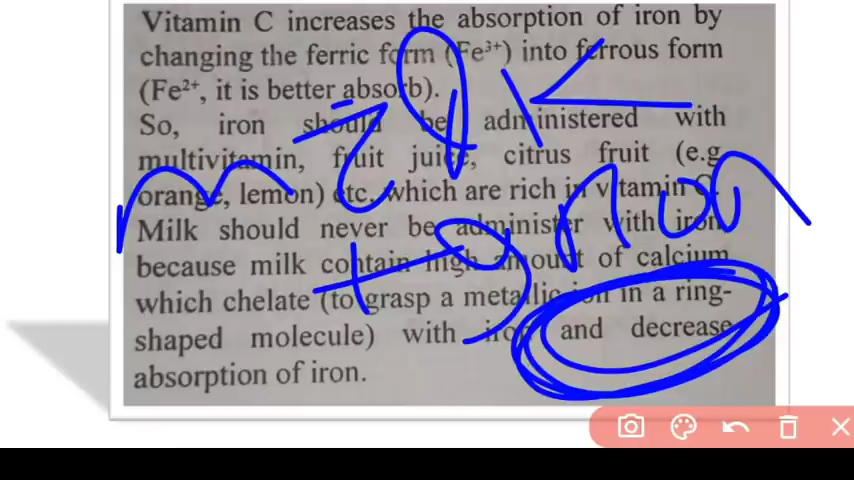 Vitamin C increases the absorption of iron by
changing the ferric form (Fe³⁺) into ferrous form
(Fe²⁺, it is better absorb).
So, iron should be administered with
multivitamin, fruit juice, citrus fruit (e.g
orange, lemon) etc, which are rich in vitamin C.
Milk should never be administer with iron
because milk contain high amount of calcium
which chelate (to grasp a metallic ion in a ring-
shaped molecule) with iron and decrease
absorption of iron.